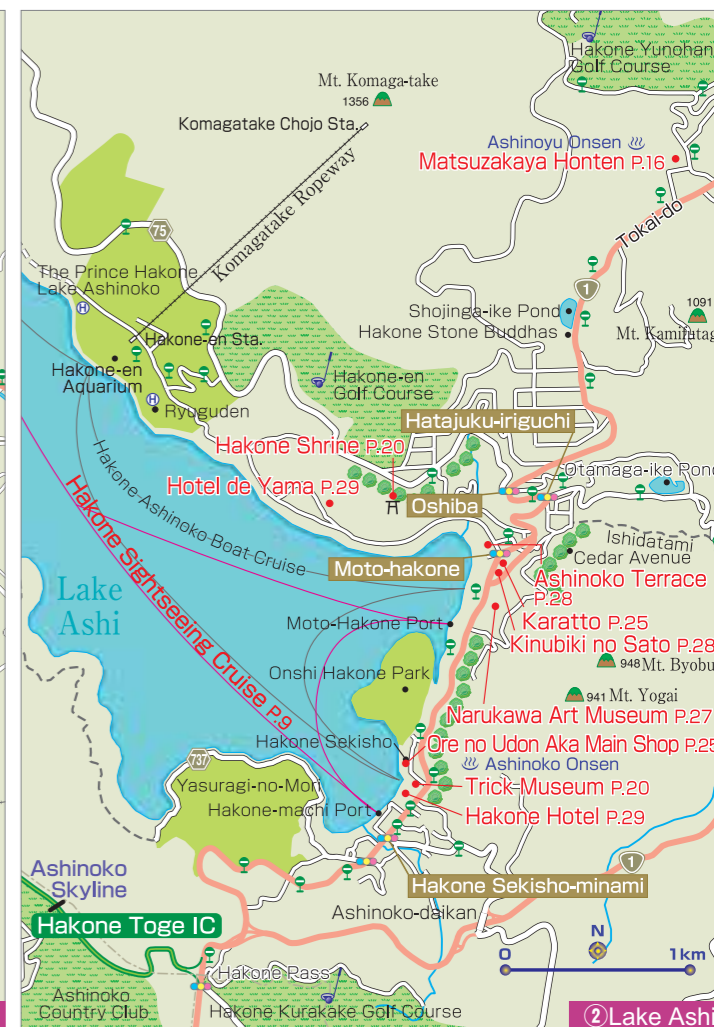 Hakone Yunohan
Golf Course
Mt. Komaga-take
1356
Komagatake Chojo Sta.
Ashinoyu Onsen
Matsuzakaya Honten P.16
Komagatake Ropeway
75
Tokai-do
1
The Prince Hakone
Lake Ashinoko
1091
Shojinga-ike Pond
Hakone Stone Buddhas
Mt. Kamifutag
Hakone-en Sta.
Hakone-en
Aquarium
H
H
Ryuguden
Hakone-en
Golf Course
Hatajuku-iriguchi
Hakone Shrine P.20
Hotel de Yama P.29
Oshiba
Otamaga-ike Pond
Hakone Ashinoko Boat Cruise
Hakone Sightseeing Cruise P.9
Ishidatami
Cedar Avenue
Moto-hakone
Ashinoko Terrace
P.28
Lake
Ashi
Karatto P.25
Moto-Hakone Port
Kinubiki no Sato P.28
948 Mt. Byobu
Onshi Hakone Park
941 Mt. Yogai
Narukawa Art Museum P.27
Hakone Sekisho
Ore no Udon Aka Main Shop P.25
737
Ashinoko Onsen
Yasuragi-no-Mori
Trick Museum P.20
Hakone-machi Port
Hakone Hotel P.29
Ashinoko
Skyline
1
Hakone Sekisho-minami
Hakone Toge IC
Ashinoko-daikan
N
0
1km
Hakone Pass
Ashinoko
Country Club
Hakone Kurakake Golf Course
②Lake Ashi